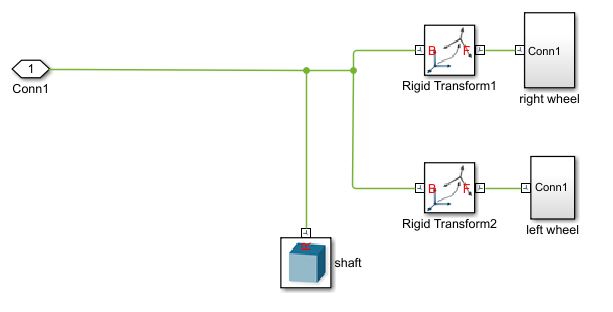 1
Conn1
B
F
Rigid Transform1
Conn1
right wheel
B
F
Rigid Transform2
Conn1
left wheel
R
shaft